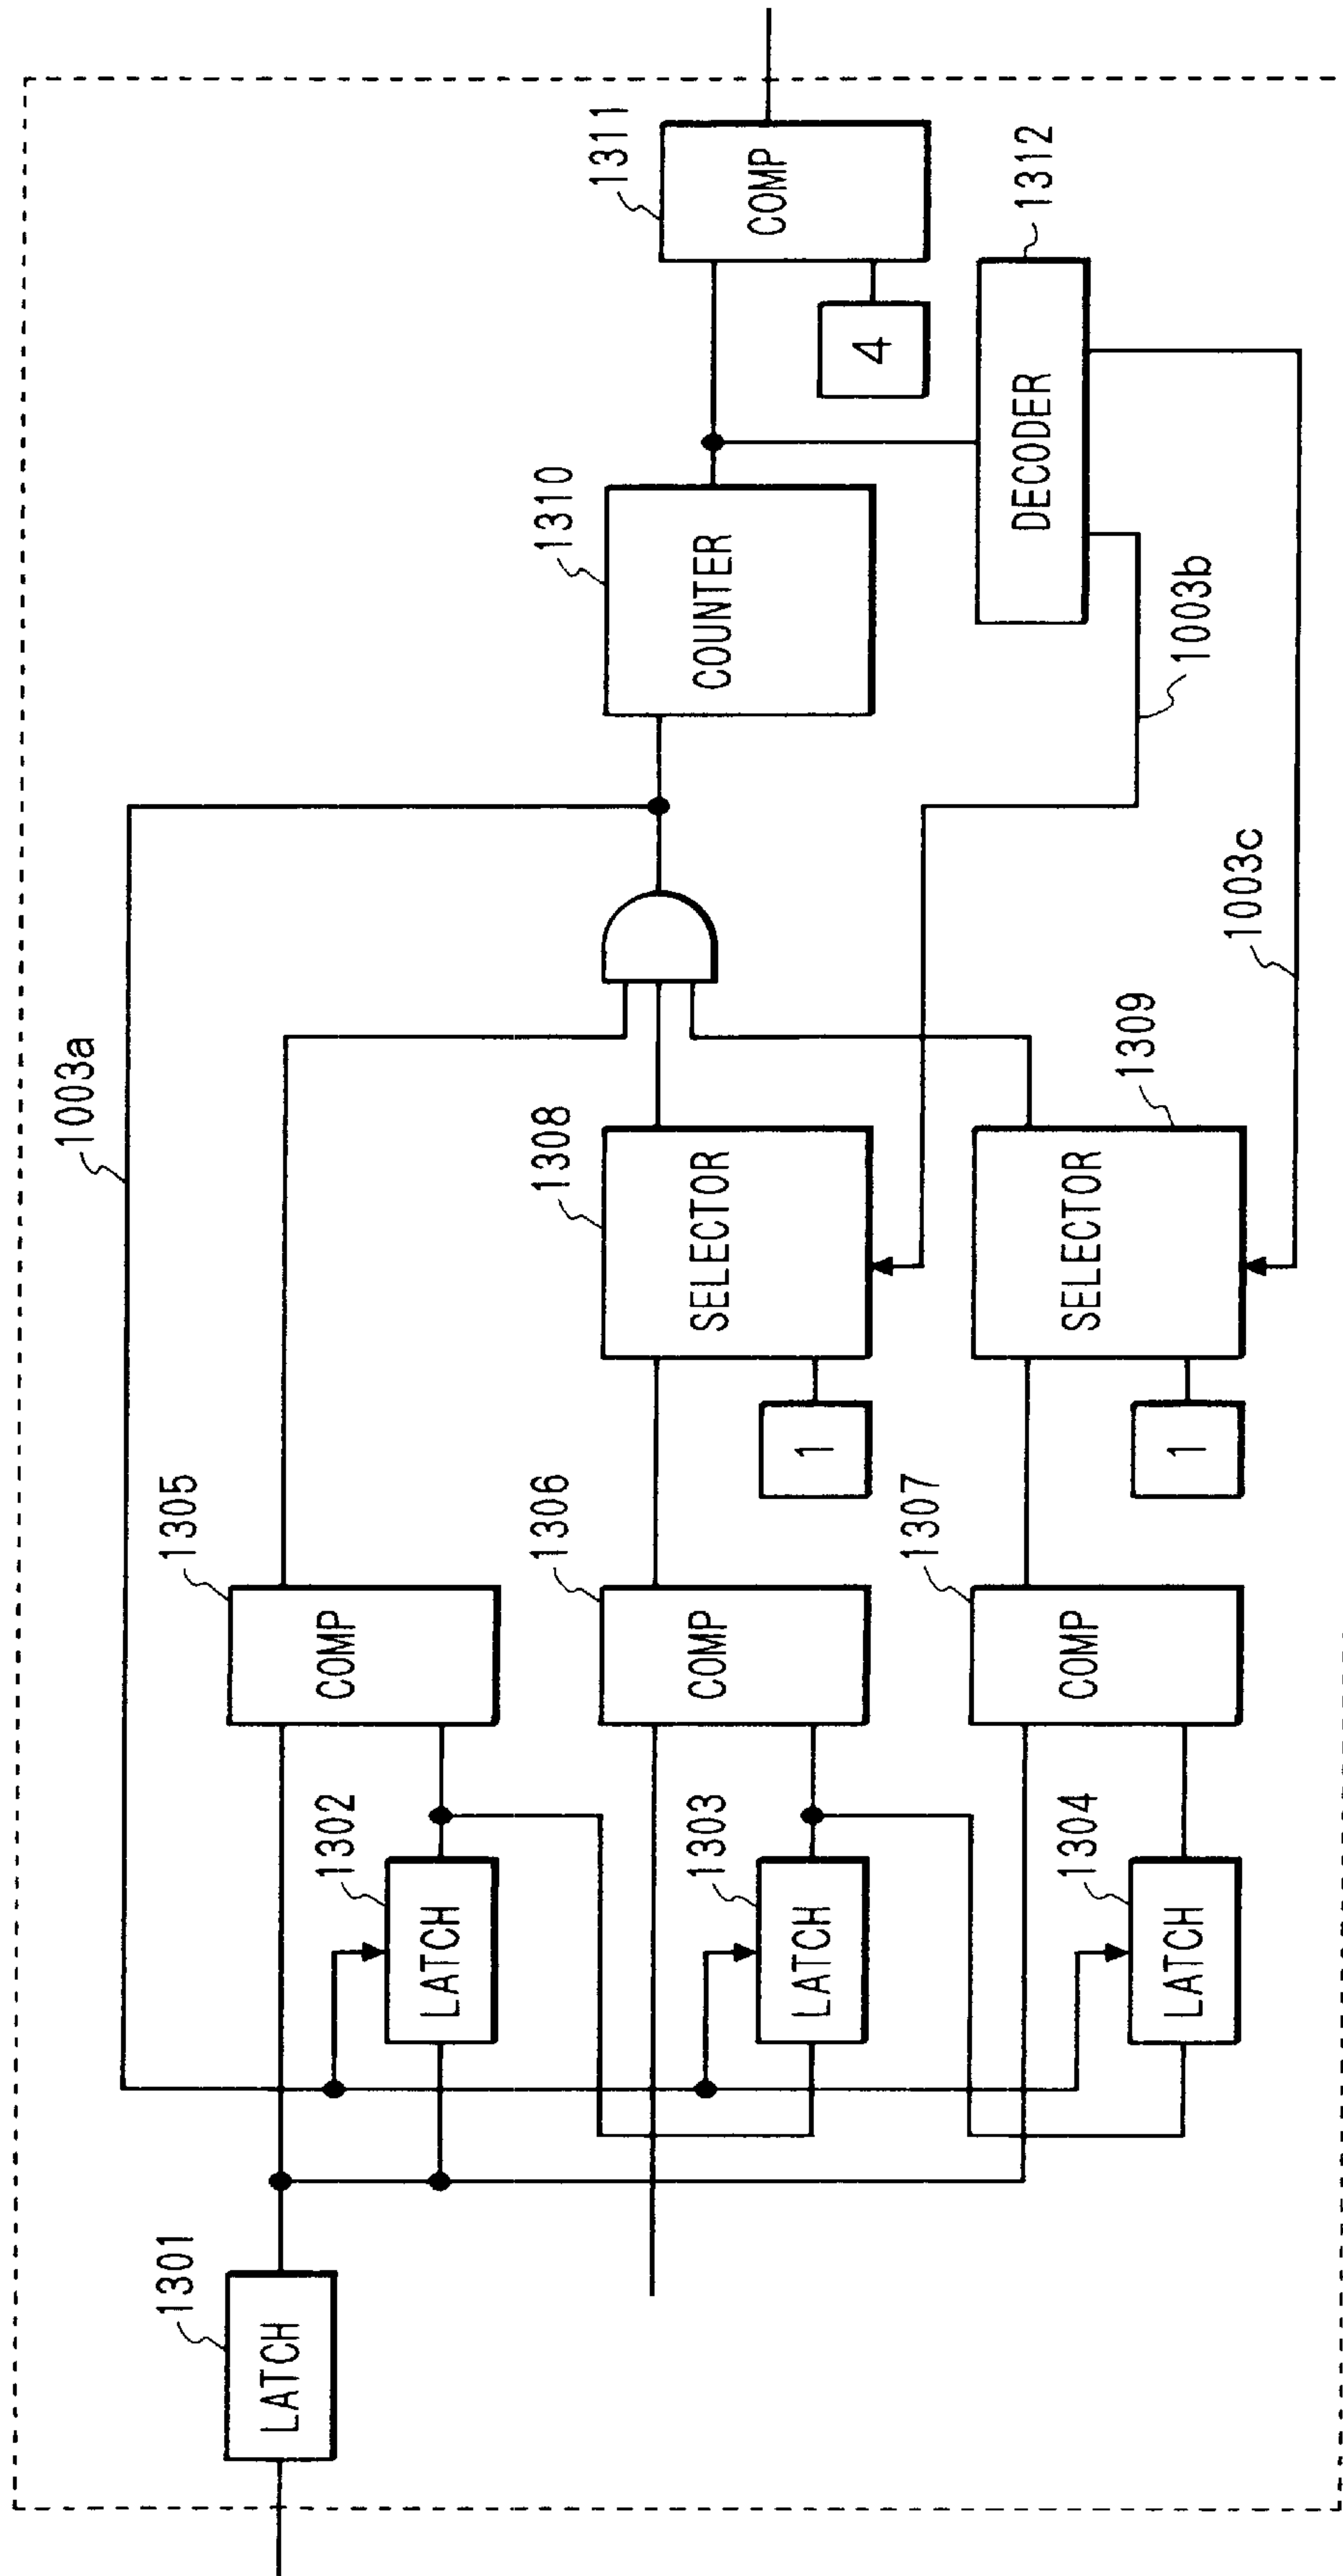 1301
LATCH
1003a
1302
LATCH
1303
LATCH
1304
LATCH
1305
COMP
1306
COMP
1307
COMP
1
1
1308
SELECTOR
1309
SELECTOR
1310
COUNTER
1003b
1003c
1311
COMP
4
1312
DECODER